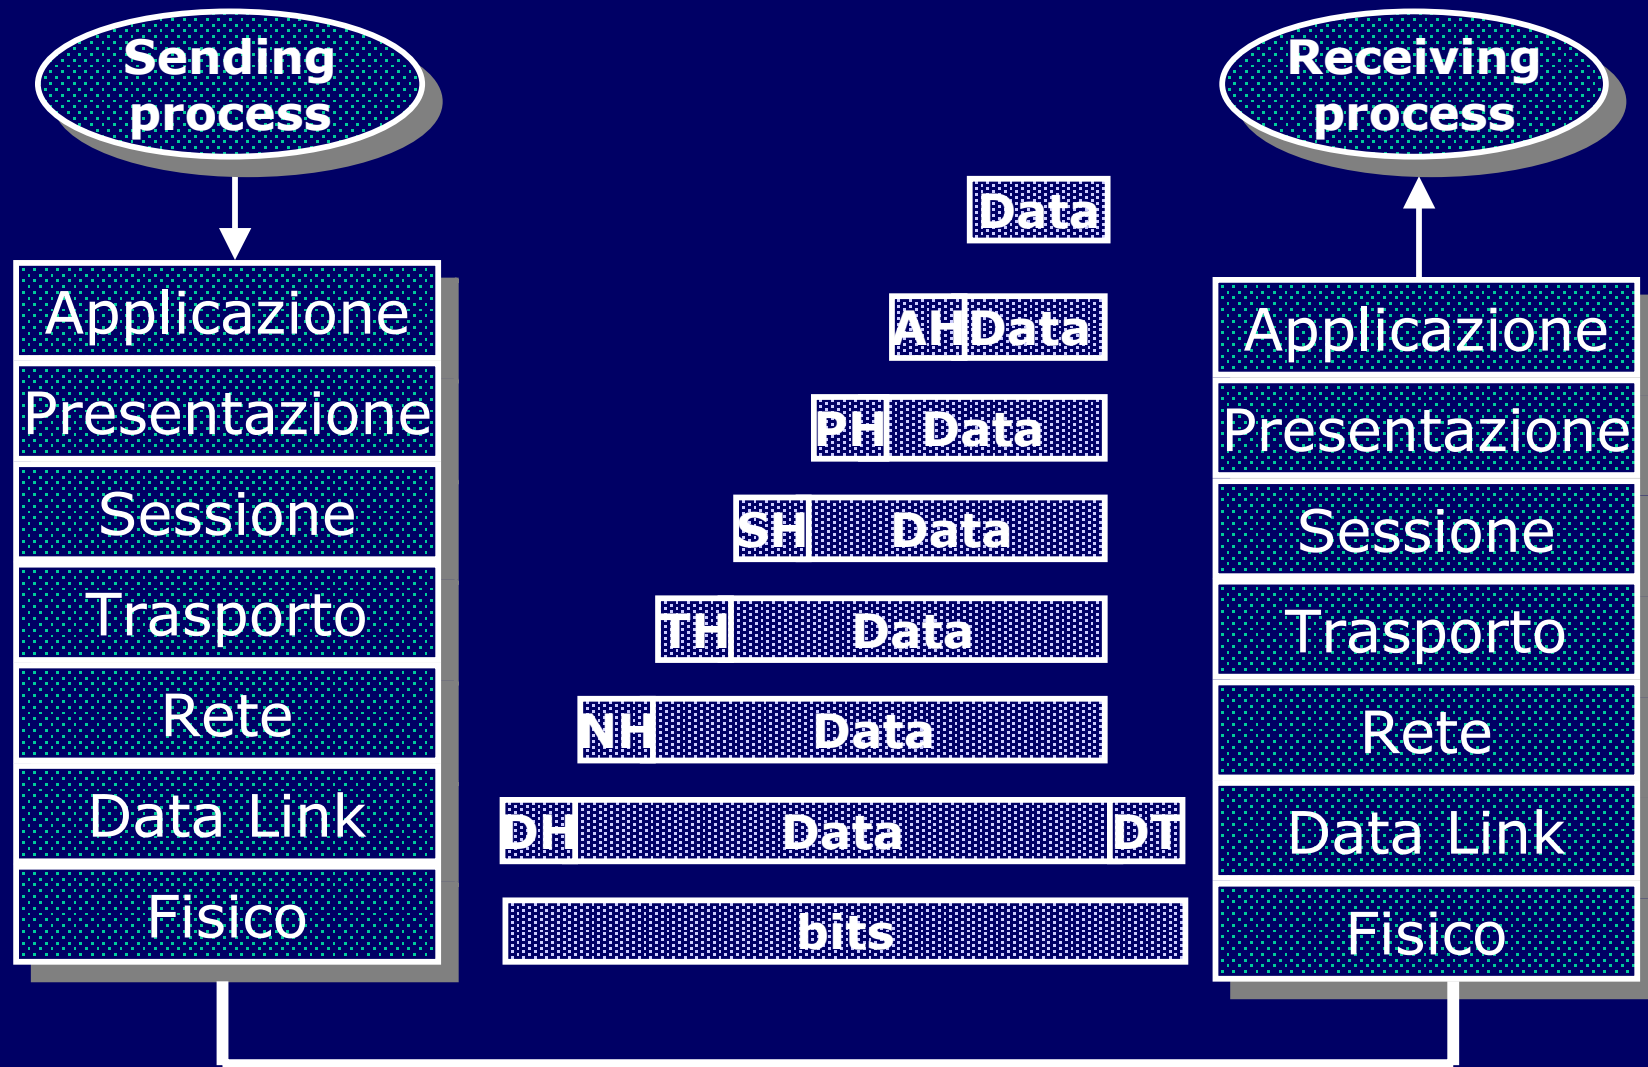 Sending
process
Receiving
process
Data
Applicazione
AH Data
Applicazione
Presentazione
PH Data
Presentazione
Sessione
SH Data
Sessione
Trasporto
TH Data
Trasporto
Rete
NH Data
Rete
Data Link
DH Data DT
Data Link
Fisico
bits
Fisico